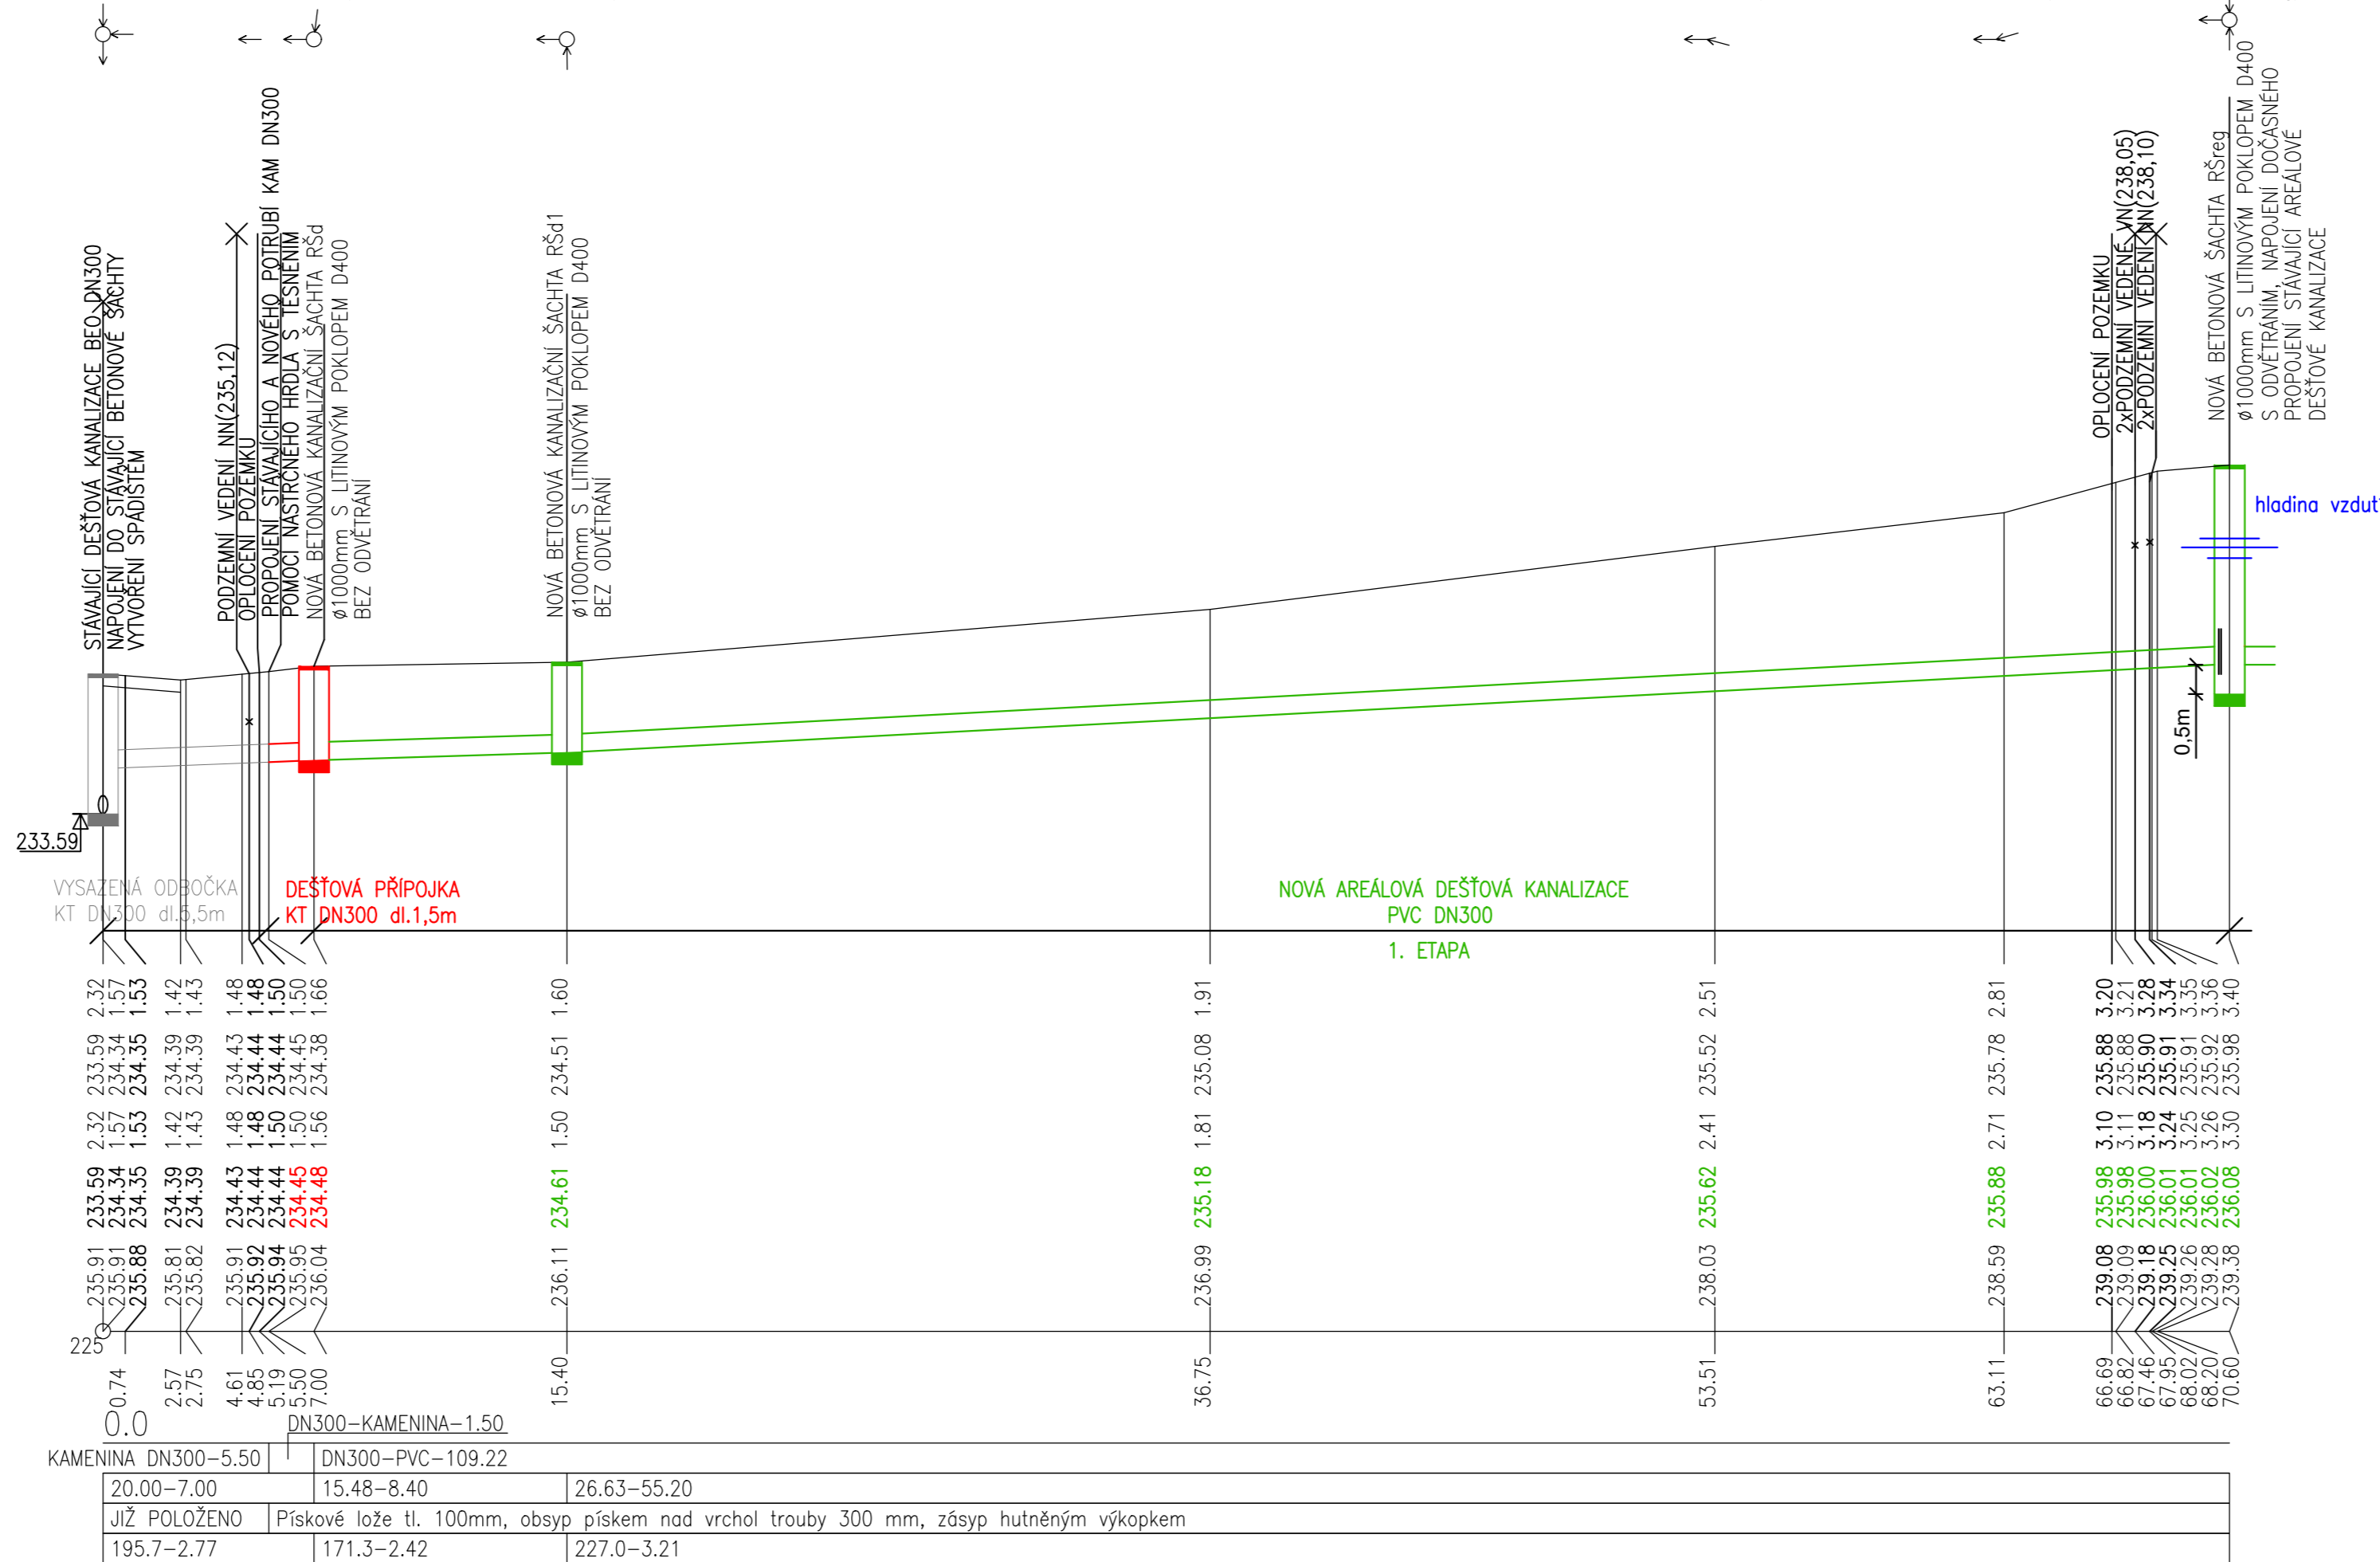 STÁVAJÍCÍ DEŠŤOVÁ KANALIZACE BEO DN300
NAPOJENÍ DO STÁVAJÍCÍ BETONOVÉ ŠACHTY
VYTVOŘENÍ SPÁDIŠTĚM
PODZEMNÍ VEDENÍ NN(235,12)
OPLOCENÍ POZEMKU
PROPOJENÍ STÁVAJÍCÍHO A NOVÉHO POTRUBÍ KAM DN300
POMOCÍ NÁSTRČNÉHO HRDLA S TĚSNĚNÍM
NOVÁ BETONOVÁ KANALIZAČNÍ ŠACHTA RŠd
ø1000mm S LITINOVÝM POKLOPEM D400
BEZ ODVĚTRÁNÍ
NOVÁ BETONOVÁ KANALIZAČNÍ ŠACHTA RŠd1
ø1000mm S LITINOVÝM POKLOPEM D400
BEZ ODVĚTRÁNÍ
OPLOCENÍ POZEMKU
2xPODZEMNÍ VEDENÉ VN(238,05)
2xPODZEMNÍ VEDENÍ NN(238,10)
NOVÁ BETONOVÁ ŠACHTA RŠreg
ø1000mm S LITINOVÝM POKLOPEM D400
S ODVĚTRÁNÍM, NAPOJENÍ DOČASNÉHO
PROPOJENÍ STÁVAJÍCÍ AREÁLOVÉ
DEŠŤOVÉ KANALIZACE
hladina vzdut
0,5m
233.59
VYSAZENÁ ODBOČKA
KT DN300 dl.5,5m
DEŠŤOVÁ PŘÍPOJKA
KT DN300 dl.1,5m
NOVÁ AREÁLOVÁ DEŠŤOVÁ KANALIZACE
PVC DN300
1. ETAPA
2.32 1.57 1.53 1.42 1.43 1.48 1.48 1.50 1.50 1.66 1.60 1.91 2.51 2.81 3.20 3.21 3.28 3.34 3.35 3.36 3.40
233.59 234.34 234.35 234.39 234.39 234.43 234.44 234.44 234.45 234.38 234.51 235.08 235.52 235.78 235.88 235.88 235.90 235.91 235.91 235.92 235.98
2.32 1.57 1.53 1.42 1.43 1.48 1.48 1.50 1.50 1.56 1.50 1.81 2.41 2.71 3.10 3.11 3.18 3.24 3.25 3.26 3.30
233.59 234.34 234.35 234.39 234.39 234.43 234.44 234.44 234.45 234.48 234.61 235.18 235.62 235.88 235.98 235.98 236.00 236.01 236.01 236.02 236.08
235.91 235.91 235.88 235.81 235.82 235.91 235.92 235.94 235.95 236.04 236.11 236.99 238.03 238.59 239.08 239.09 239.18 239.25 239.26 239.28 239.38
225
0.74 2.57 2.75 4.61 4.85 5.19 5.50 7.00 15.40 36.75 53.51 63.11 66.69 66.82 67.46 67.95 68.02 68.20 70.60
0.0
DN300-KAMENINA-1.50
KAMENINA DN300-5.50 DN300-PVC-109.22
20.00-7.00 15.48-8.40 26.63-55.20
JIŽ POLOŽENO Pískové lože tl. 100mm, obsyp pískem nad vrchol trouby 300 mm, zásyp hutněným výkopkem
195.7-2.77 171.3-2.42 227.0-3.21